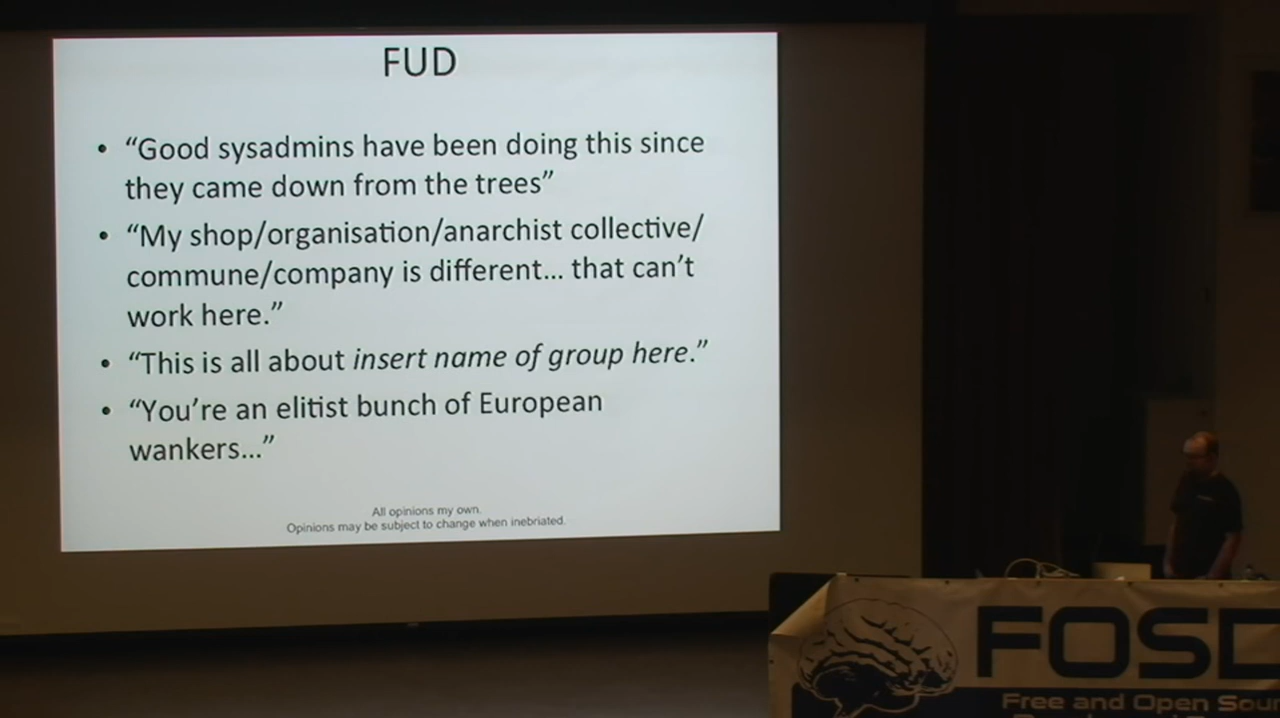 FUD
• “Good sysadmins have been doing this since
they came down from the trees”
• “My shop/organisation/anarchist collective/
commune/company is different... that can’t
work here.”
• “This is all about insert name of group here.”
• “You’re an elitist bunch of European
wankers...”
All opinions my own.
Opinions may be subject to change when inebriated.
FOSD
Free and Open Sou